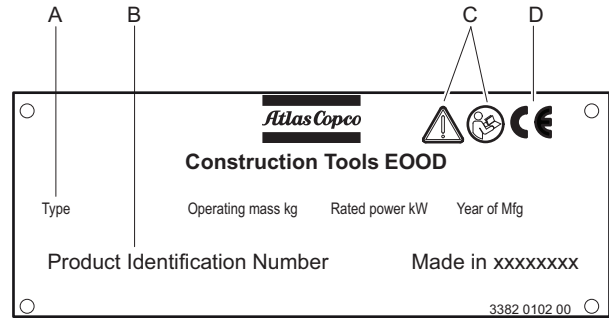 A B C D
Atlas Copco
CE
Construction Tools EOOD
Type Operating mass kg Rated power kW Year of Mfg
Product Identification Number Made in xxxxxxxx
3382 0102 00